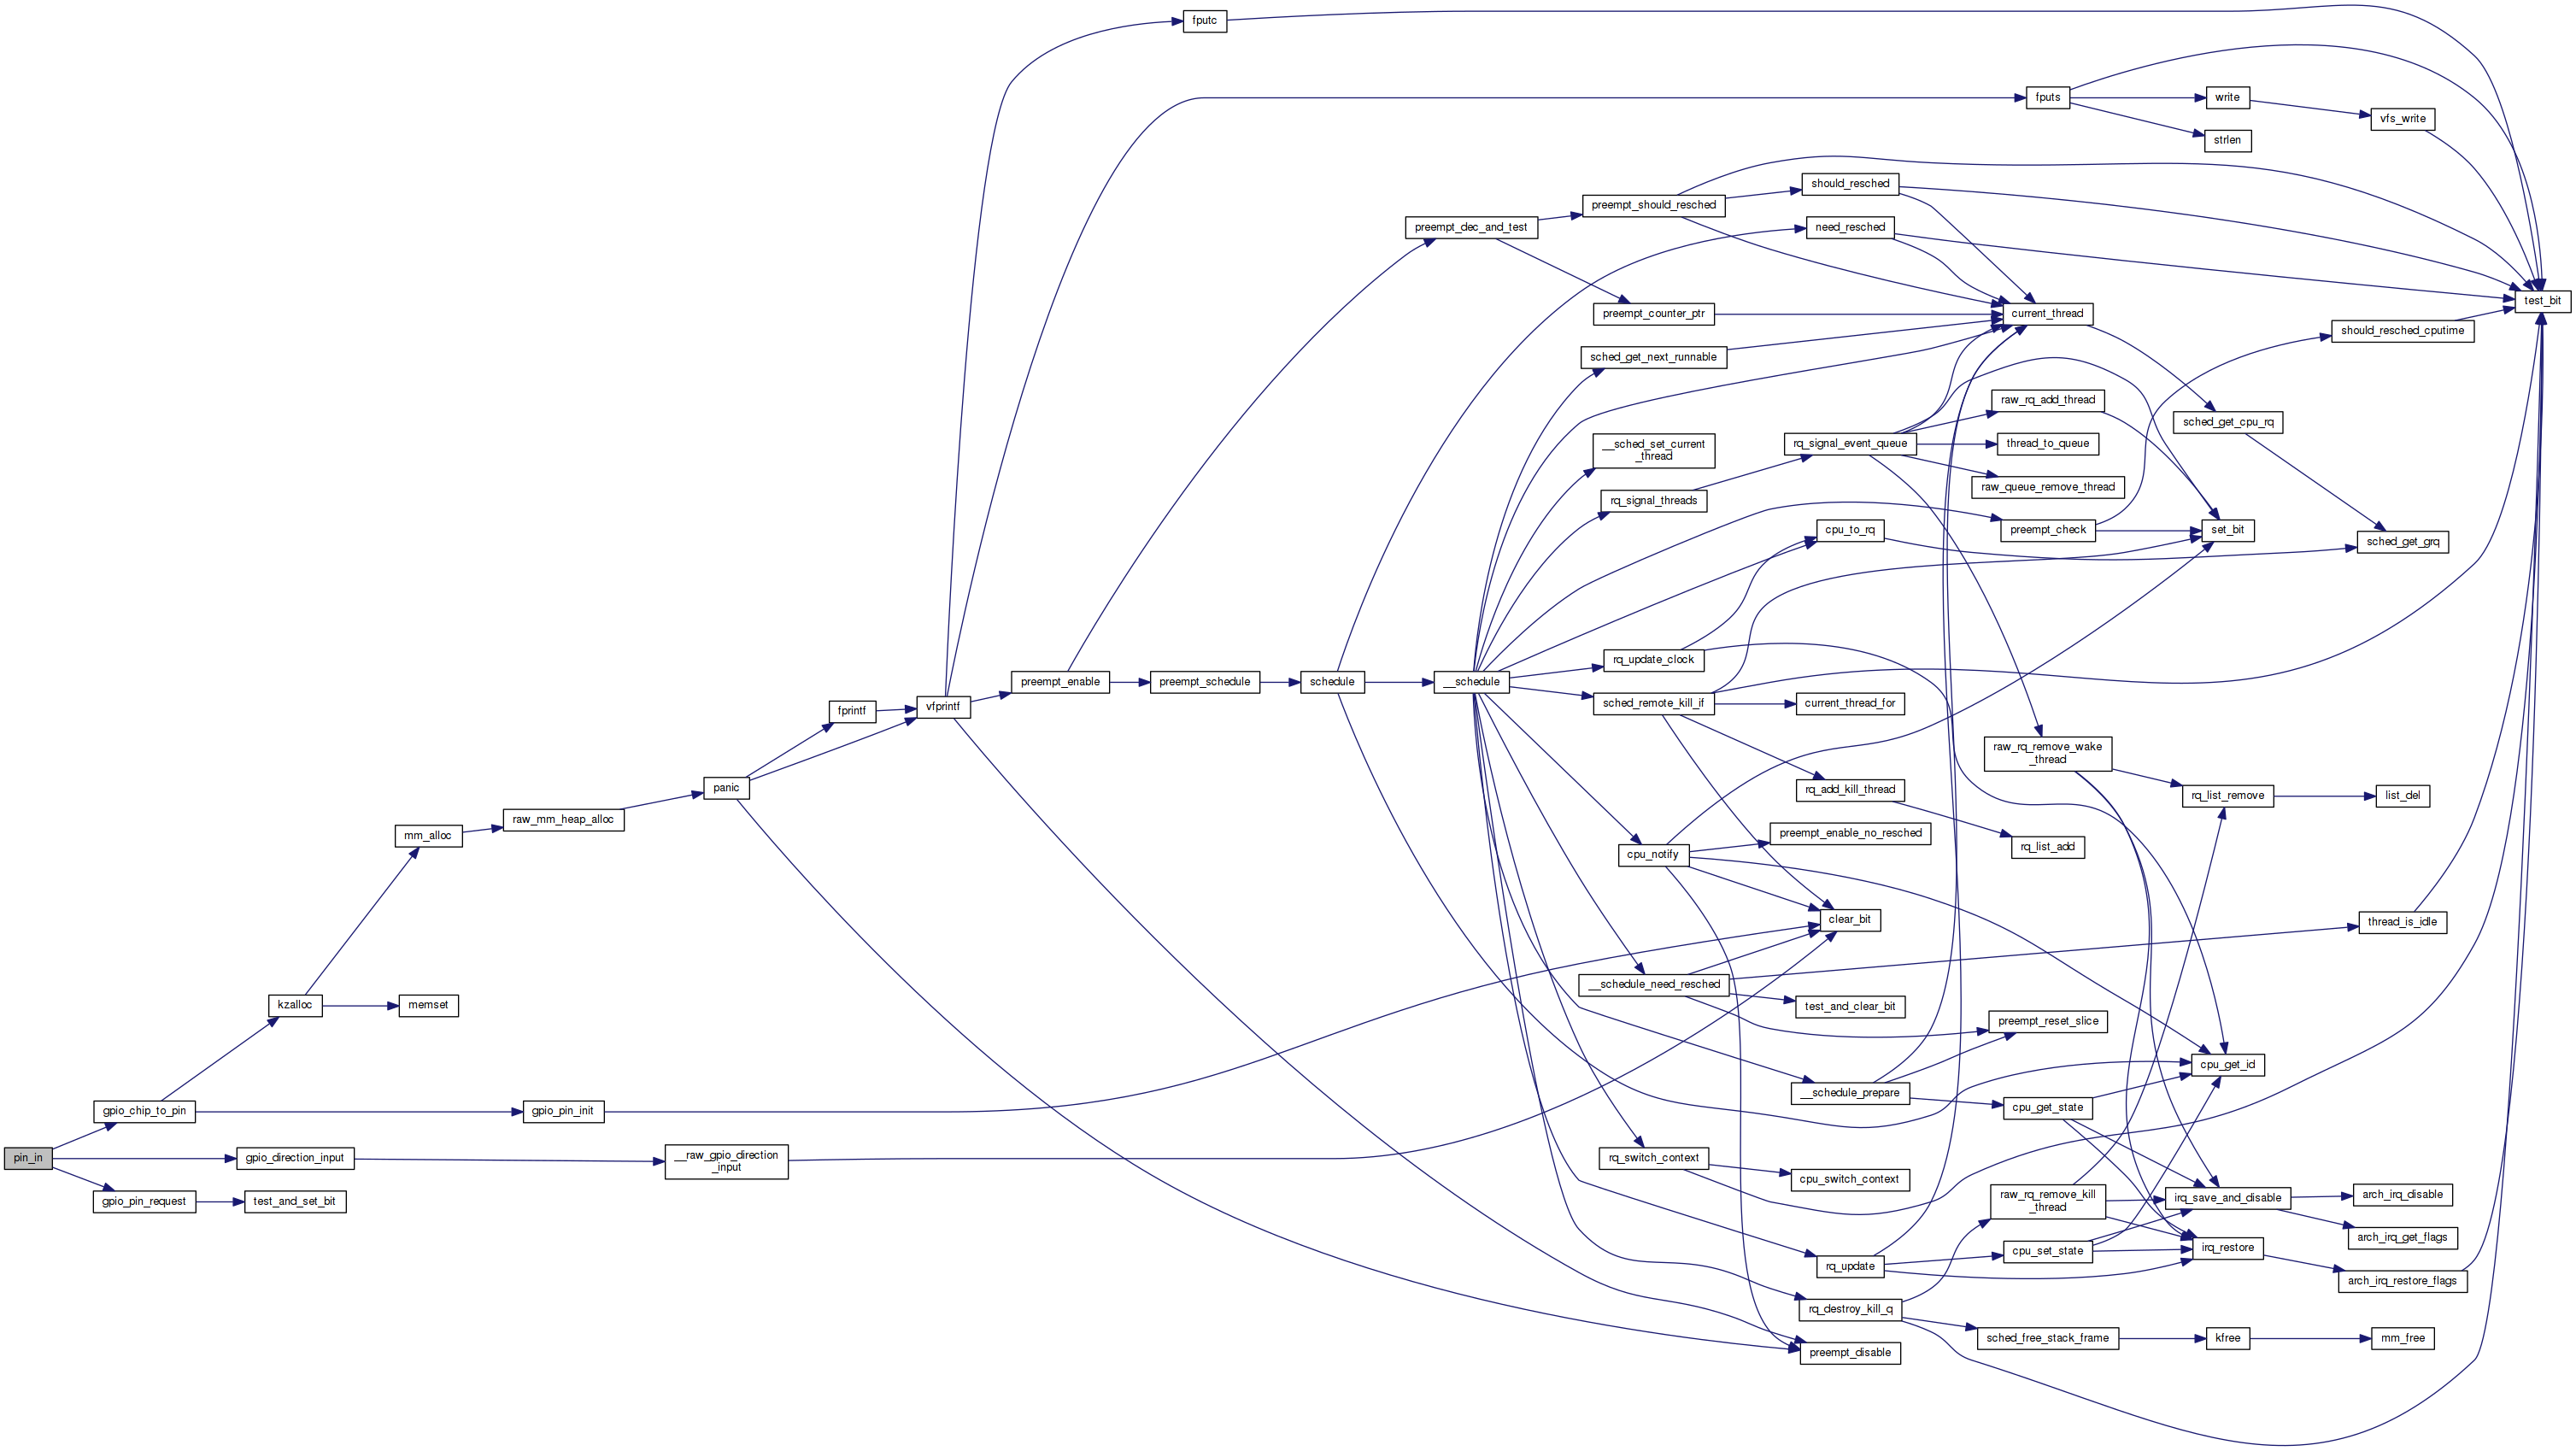 fputc
fputs
write
vfs_write
strlen
should_resched
preempt_should_resched
preempt_dec_and_test
need_resched
test_bit
preempt_counter_ptr
current_thread
should_resched_cputime
sched_get_next_runnable
raw_rq_add_thread
sched_get_cpu_rq
__sched_set_current
_thread
rq_signal_event_queue
thread_to_queue
raw_queue_remove_thread
rq_signal_threads
cpu_to_rq
preempt_check
set_bit
sched_get_grq
rq_update_clock
preempt_enable
preempt_schedule
schedule
__schedule
sched_remote_kill_if
current_thread_for
fprintf
vfprintf
raw_rq_remove_wake
_thread
panic
rq_add_kill_thread
rq_list_remove
list_del
mm_alloc
raw_mm_heap_alloc
preempt_enable_no_resched
cpu_notify
rq_list_add
clear_bit
thread_is_idle
__schedule_need_resched
kzalloc
memset
test_and_clear_bit
preempt_reset_slice
cpu_get_id
__schedule_prepare
cpu_get_state
gpio_chip_to_pin
gpio_pin_init
pin_in
gpio_direction_input
__raw_gpio_direction
_input
rq_switch_context
cpu_switch_context
gpio_pin_request
test_and_set_bit
raw_rq_remove_kill
_thread
irq_save_and_disable
arch_irq_disable
arch_irq_get_flags
cpu_set_state
irq_restore
rq_update
arch_irq_restore_flags
rq_destroy_kill_q
sched_free_stack_frame
kfree
mm_free
preempt_disable